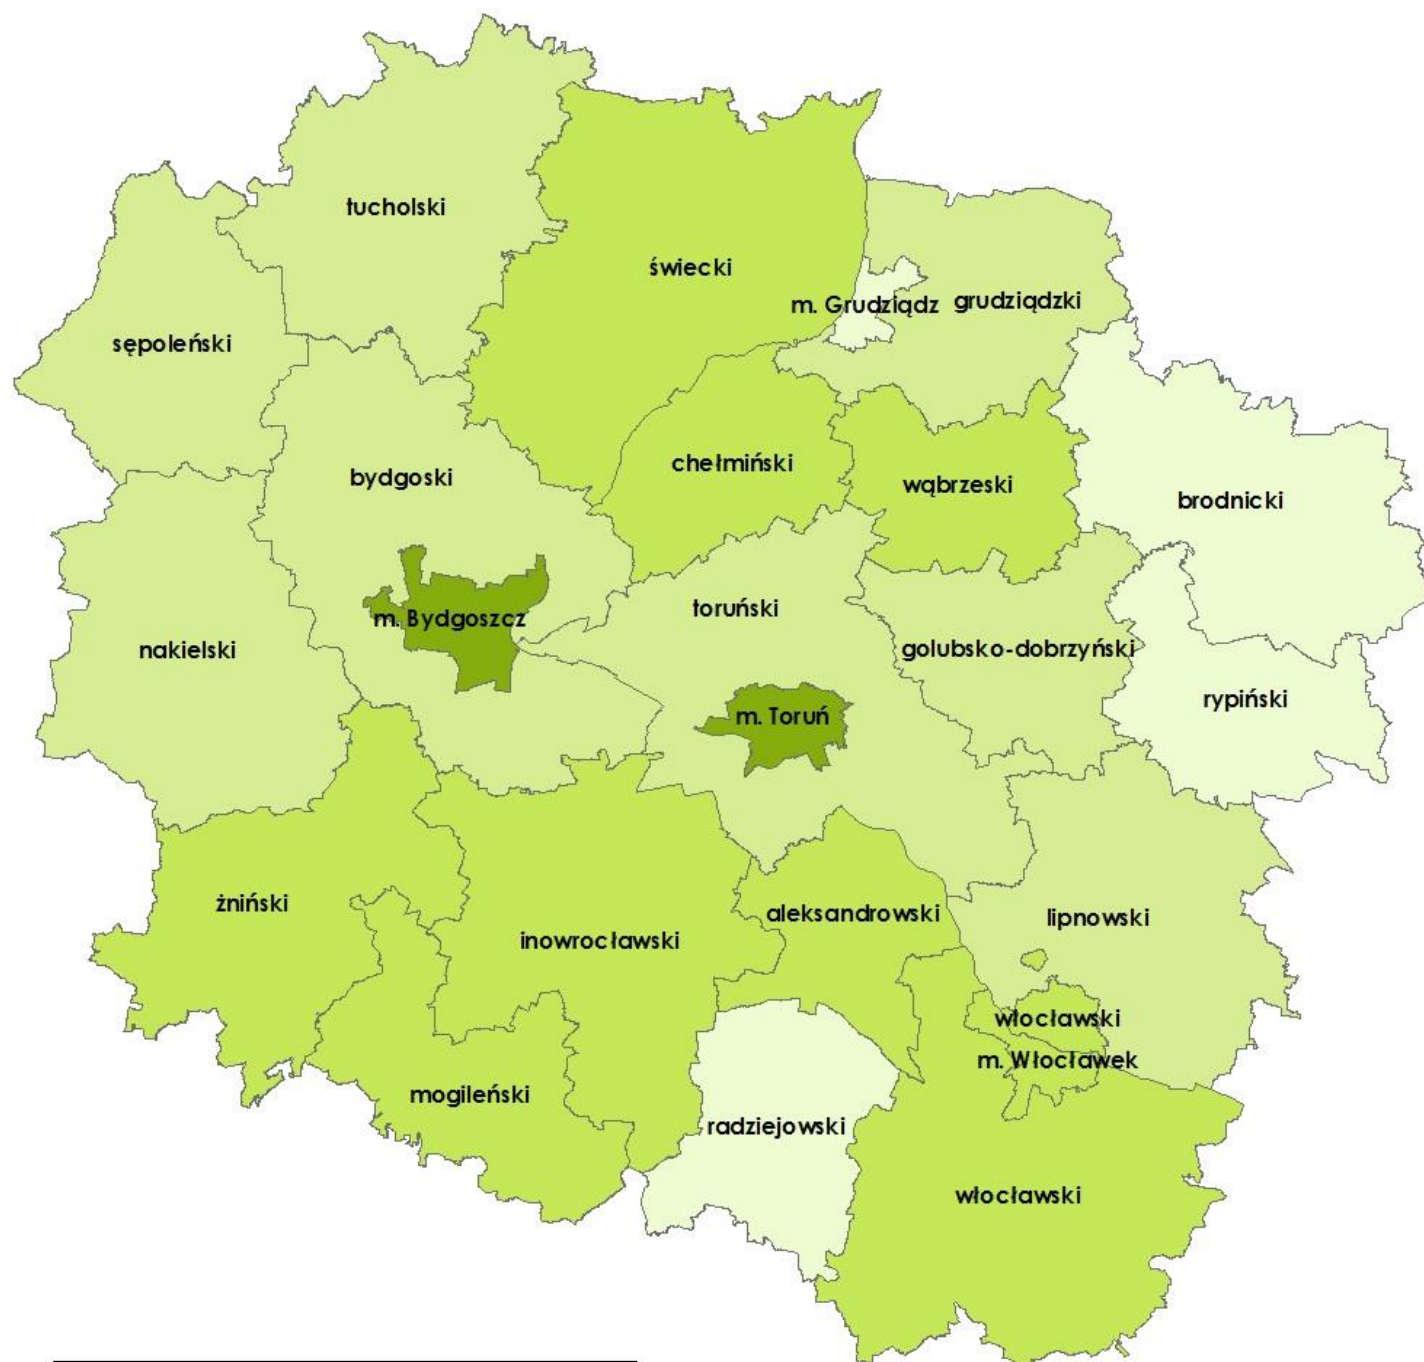 tucholski
świecki
m. Grudziądz
grudziądzki
sępoleński
chełmiński
bydgoski
wąbrzeski
brodnicki
m. Bydgoszcz
toruński
nakielski
golubsko-dobrzyński
rypiński
m. Toruń
żniński
aleksandrowski
lipnowski
inowrocławski
włocławski
m. Włocławek
mogileński
radziejowski
włocławski